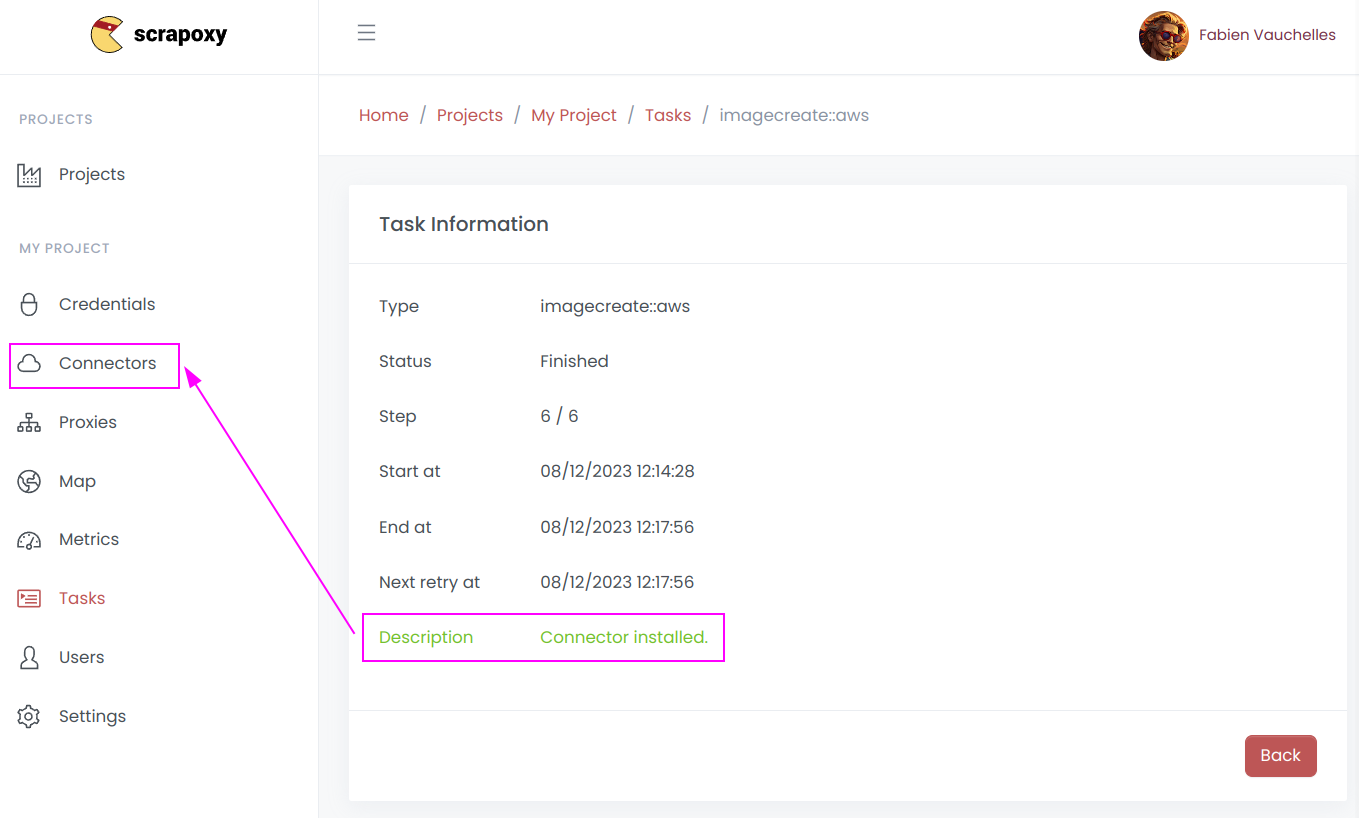 scrapoxy
Fabien Vauchelles
PROJECTS
Projects
MY PROJECT
Credentials
Connectors
Proxies
Map
Metrics
Tasks
Users
Settings
Home / Projects / My Project / Tasks / imagecreate::aws
Task Information
Type imagecreate::aws
Status Finished
Step 6 / 6
Start at 08/12/2023 12:14:28
End at 08/12/2023 12:17:56
Next retry at 08/12/2023 12:17:56
Description Connector installed.
Back